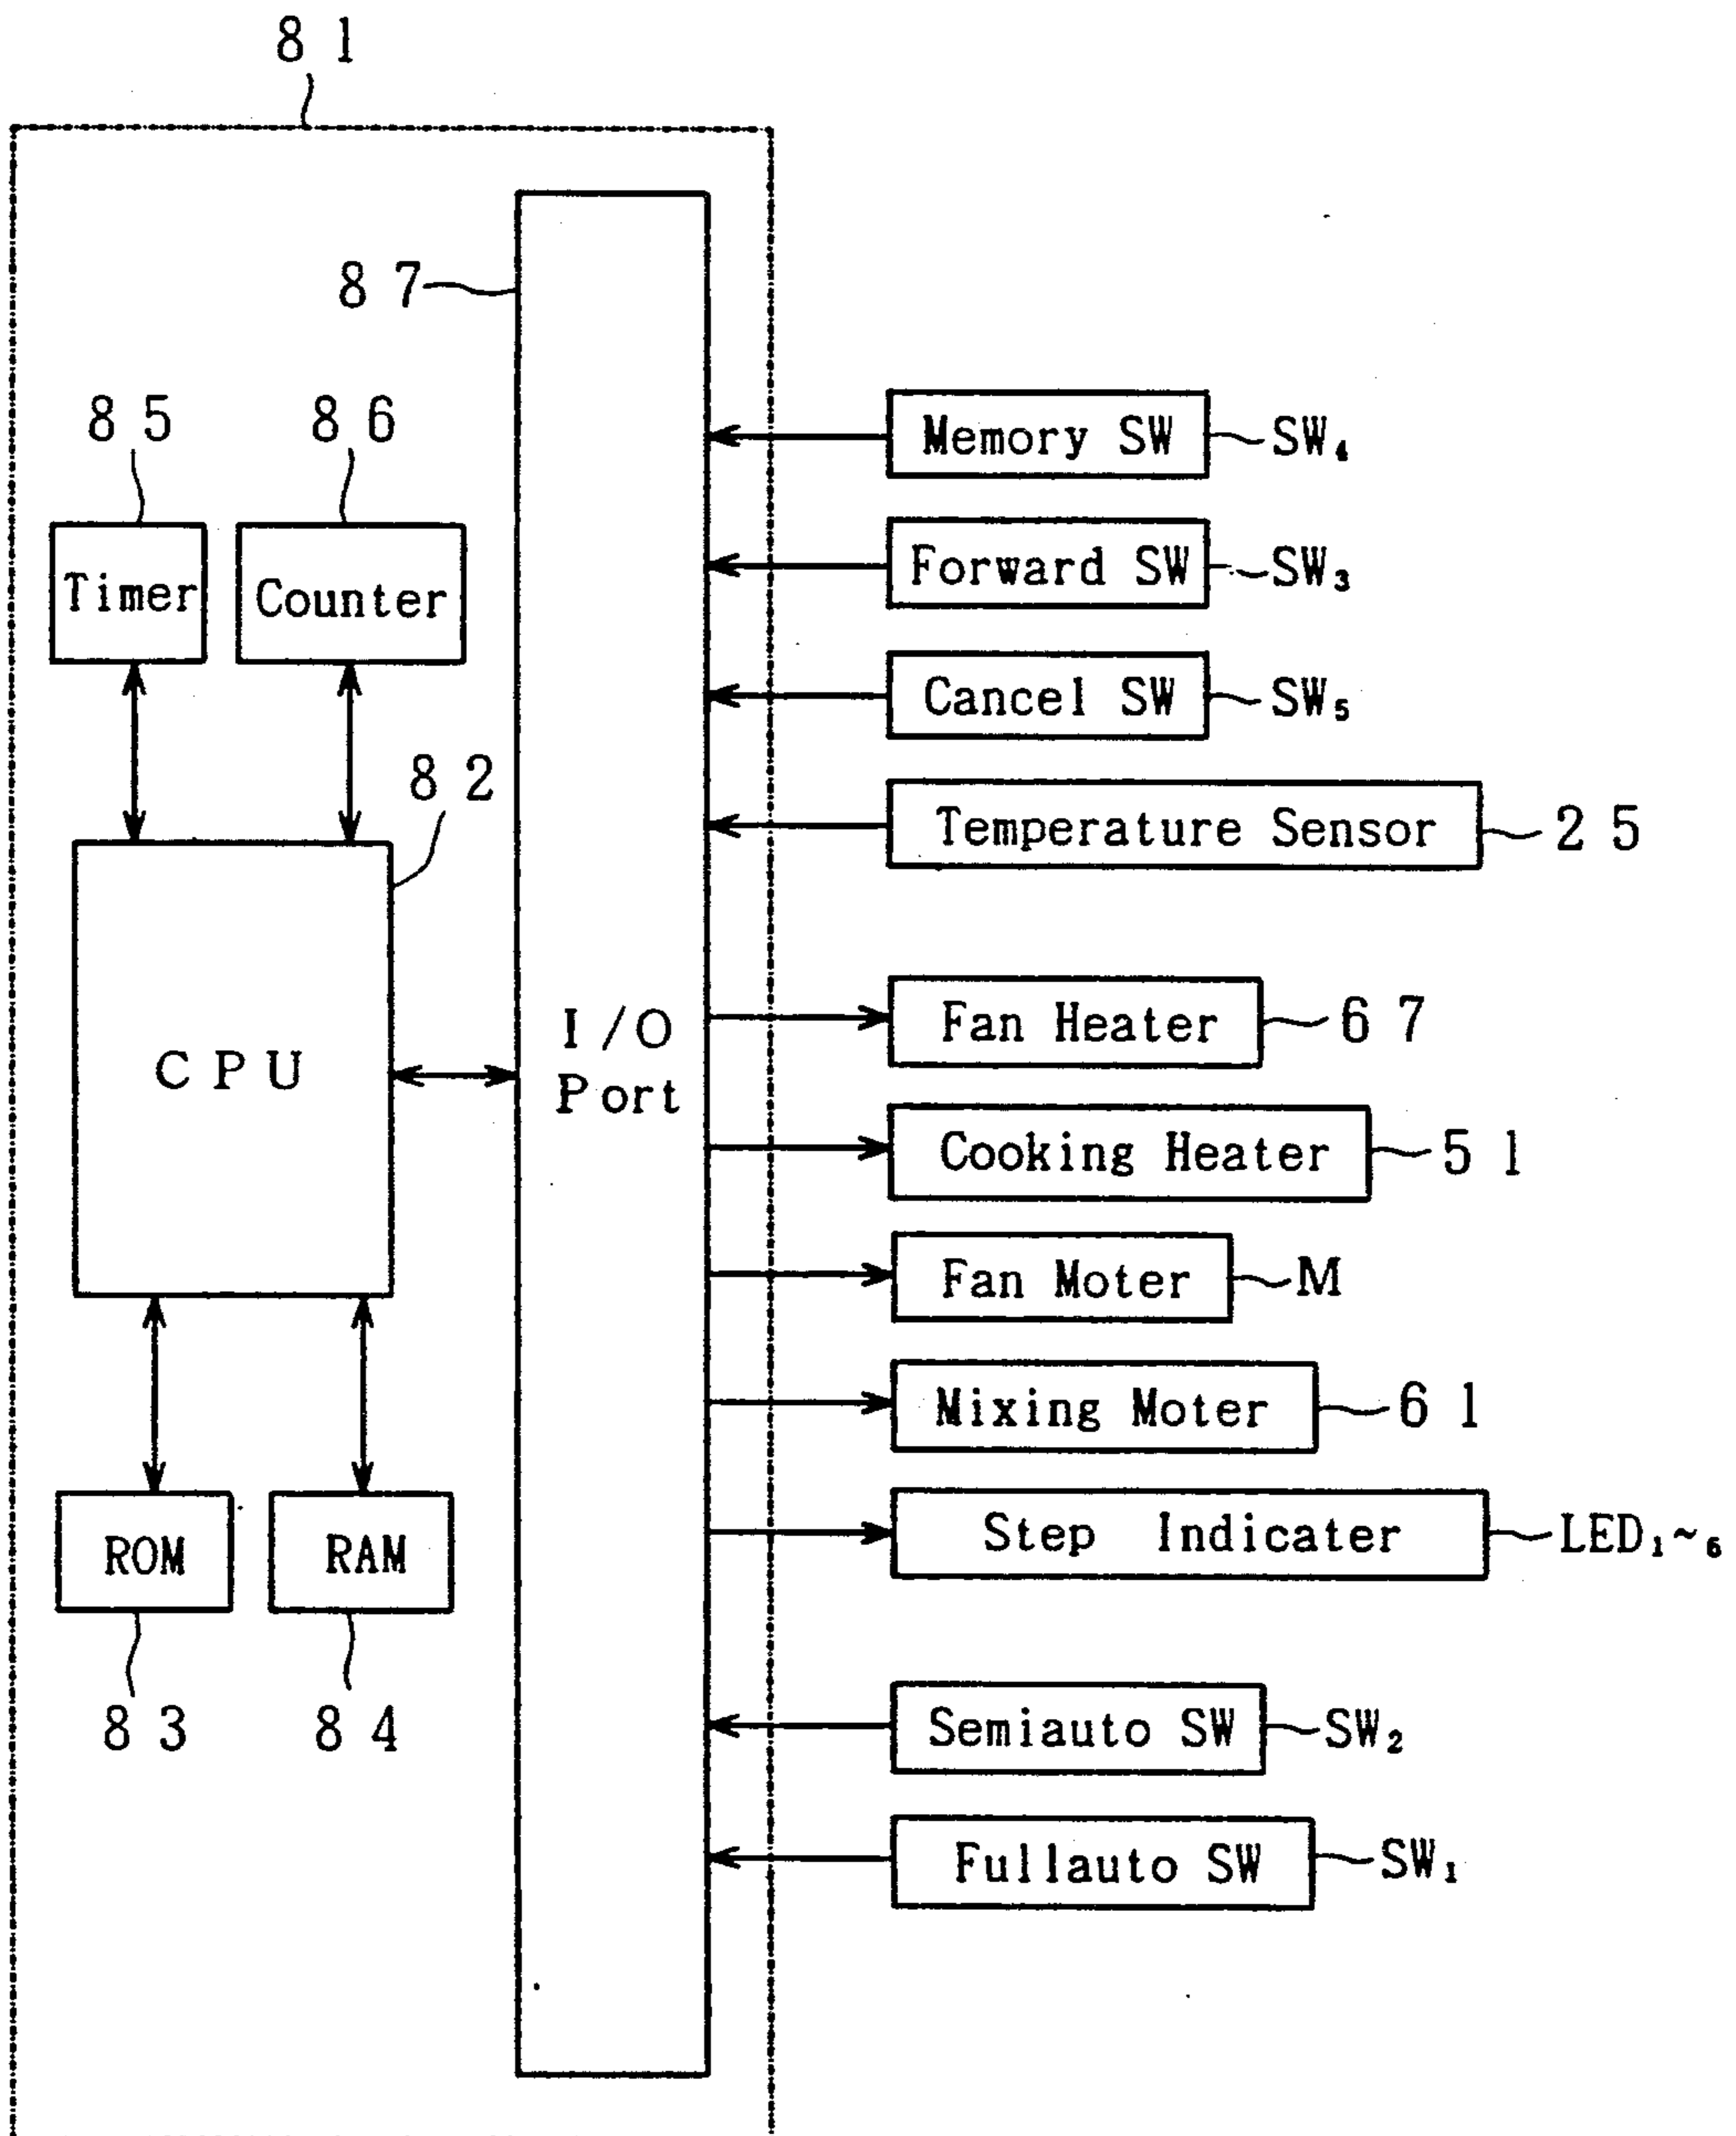 81
87
85
86
Memory SW SW₄
Timer
Counter
Forward SW SW₃
Cancel SW SW₅
82
Temperature Sensor 25
CPU
I/O
Port
Fan Heater 67
Cooking Heater 51
Fan Moter M
Mixing Moter 61
ROM
RAM
Step Indicater LED₁~₆
83
84
Semiauto SW SW₂
Fullauto SW SW₁